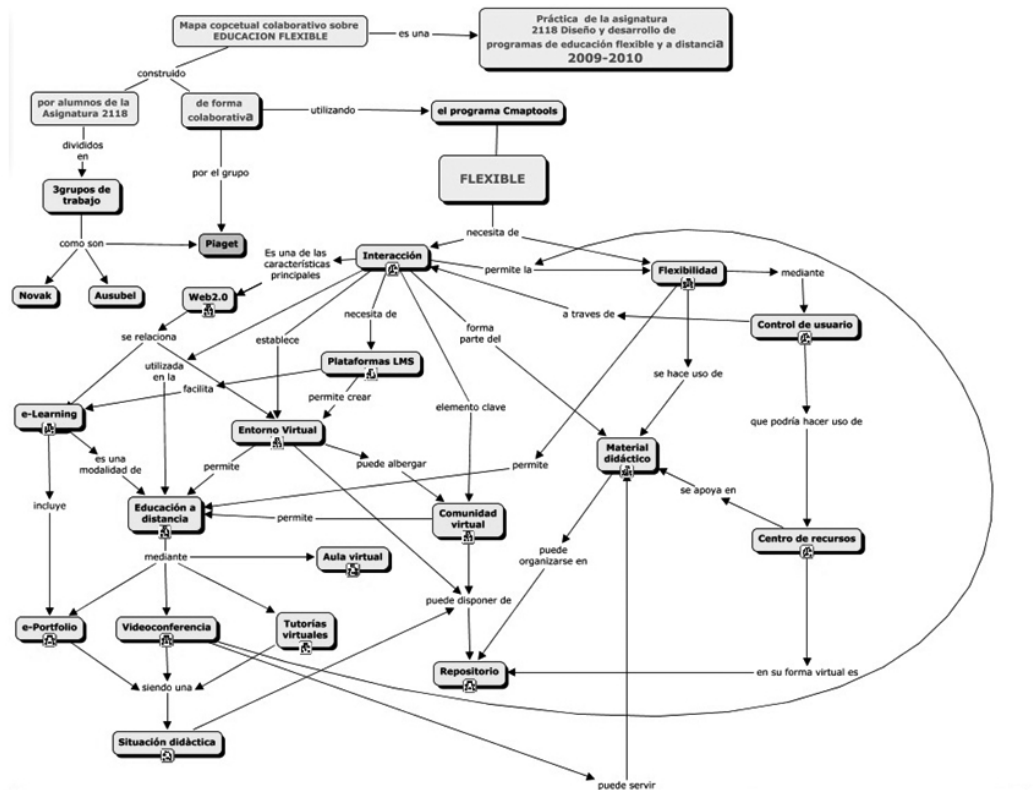 Mapa copcetual colaborativo sobre
EDUCACION FLEXIBLE
es una
Práctica de la asignatura
2118 Diseño y desarrollo de
programas de educación flexible y a distancia
2009-2010
construido
por alumnos de la
Asignatura 2118
de forma
colaborativa
utilizando
el programa Cmaptools
divididos
en
por el grupo
3grupos de
trabajo
FLEXIBLE
como son
Piaget
necesita de
Novak
Ausubel
Es una de las
características
principales
Interacción
permite la
Flexibilidad
mediante
Web2.0
necesita de
a traves de
Control de usuario
se relaciona
establece
forma
parte del
utilizada
en la
Plataformas LMS
se hace uso de
facilita
permite crear
e-Learning
elemento clave
que podría hacer uso de
Entorno Virtual
Material
didáctico
es una
modalidad de
permite
puede albergar
permite
se apoya en
incluye
Educación a
distancia
permite
Comunidad
virtual
Centro de recursos
mediante
Aula virtual
puede
organizarse en
puede disponer de
e-Portfolio
Videoconferencia
Tutorías
virtuales
Repositorio
en su forma virtual es
siendo una
Situación didàctica
puede servir